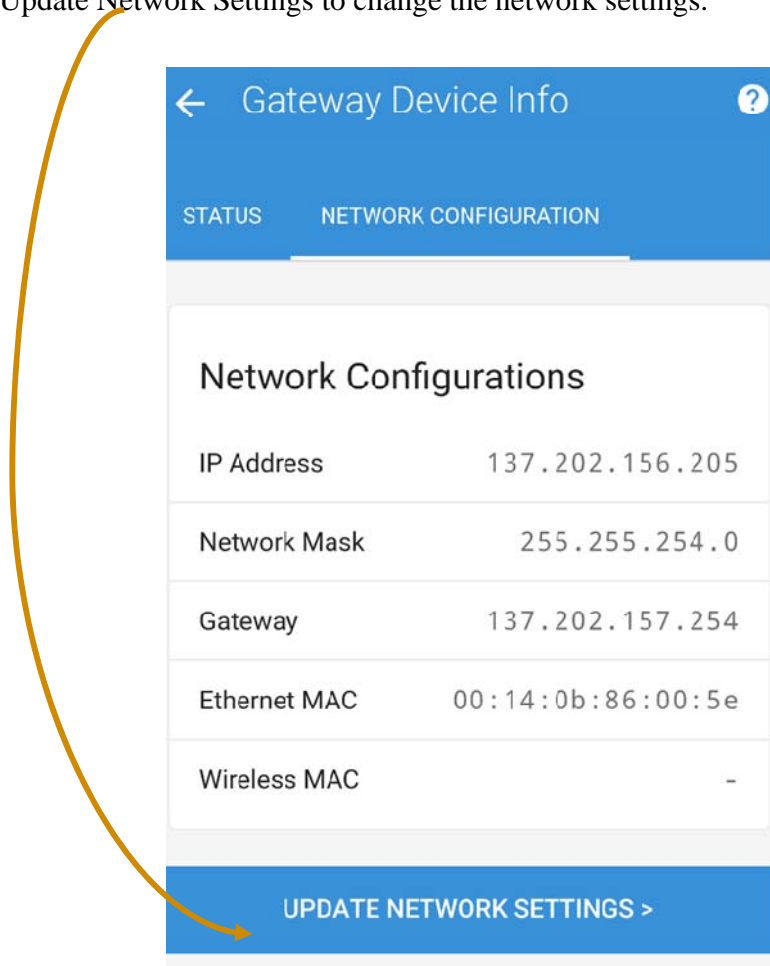 Update Network Settings to change the network settings.
← Gateway Device Info ?
STATUS NETWORK CONFIGURATION
Network Configurations
IP Address 137.202.156.205
Network Mask 255.255.254.0
Gateway 137.202.157.254
Ethernet MAC 00:14:0b:86:00:5e
Wireless MAC -
UPDATE NETWORK SETTINGS >